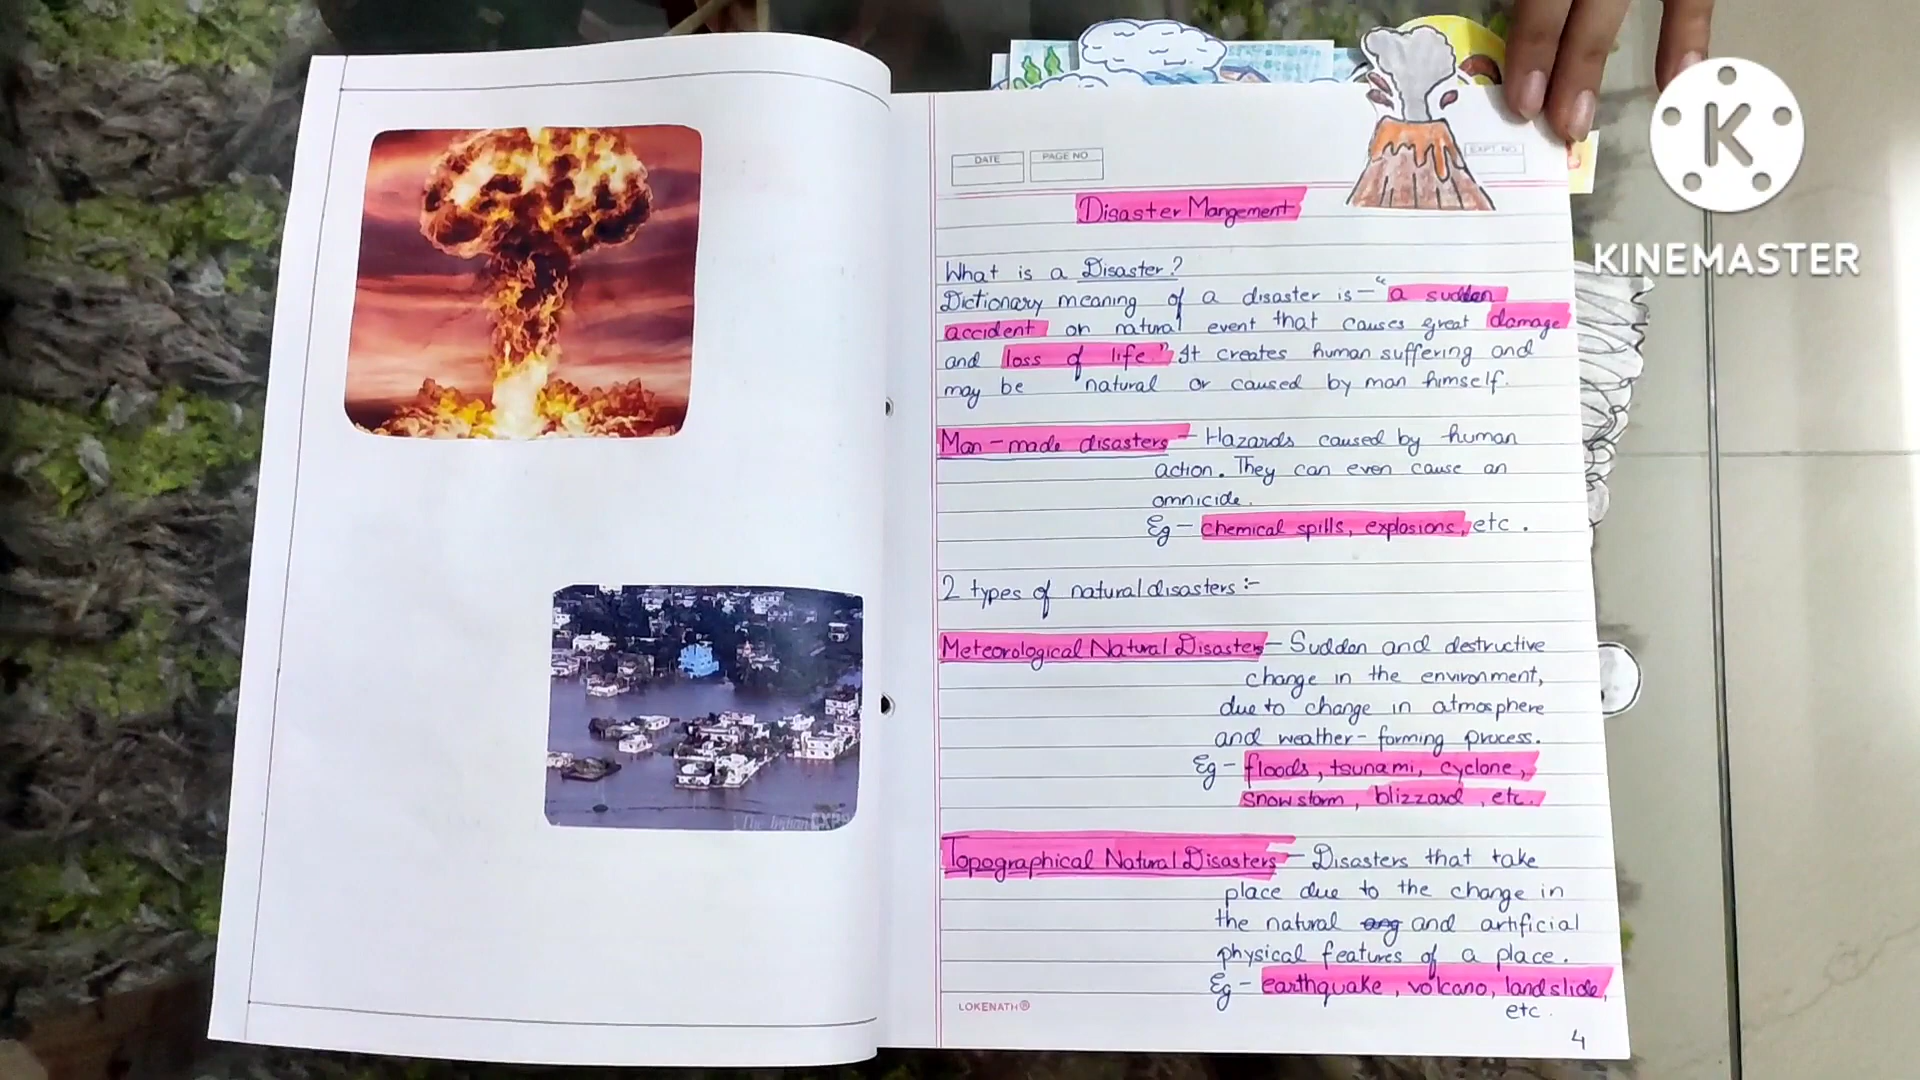 DATE
PAGE NO
EXPT. NO.
Disaster Mangement
What is a Disaster?
Dictionary meaning of a disaster is — "a sudden
accident or natural event that causes great damage
and loss of life." It creates human suffering and
may be natural or caused by man himself.
Man-made disasters — Hazards caused by human
action. They can even cause an
omnicide.
Eg — chemical spills, explosions, etc.
2 types of natural disasters :-
Meteorological Natural Disaster — Sudden and destructive
change in the environment,
due to change in atmosphere
and weather-forming process.
Eg — floods, tsunami, cyclone,
snow storm, blizzard, etc.
Topographical Natural Disasters — Disasters that take
place due to the change in
the natural and artificial
physical features of a place.
Eg — earthquake, volcano, landslide,
etc.
LOKENATH®
4
K
KINEMASTER